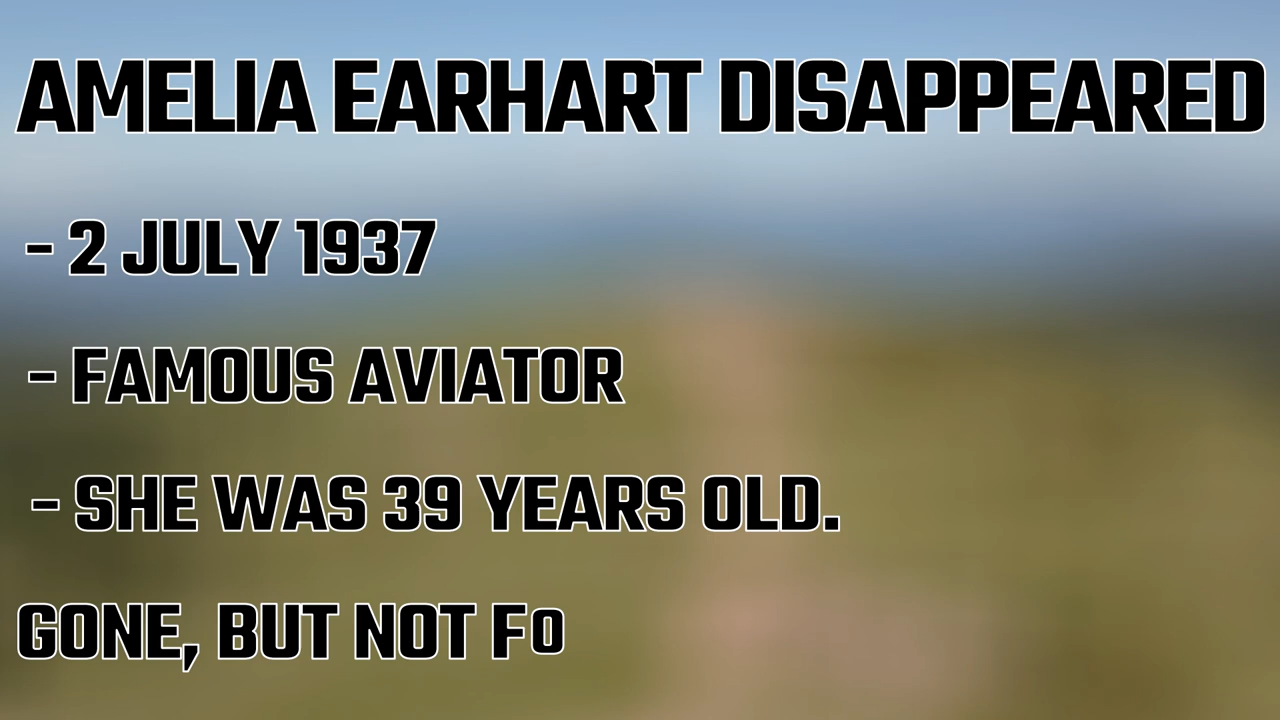 AMELIA EARHART DISAPPEARED
- 2 JULY 1937
- FAMOUS AVIATOR
- SHE WAS 39 YEARS OLD.
GONE, BUT NOT FO